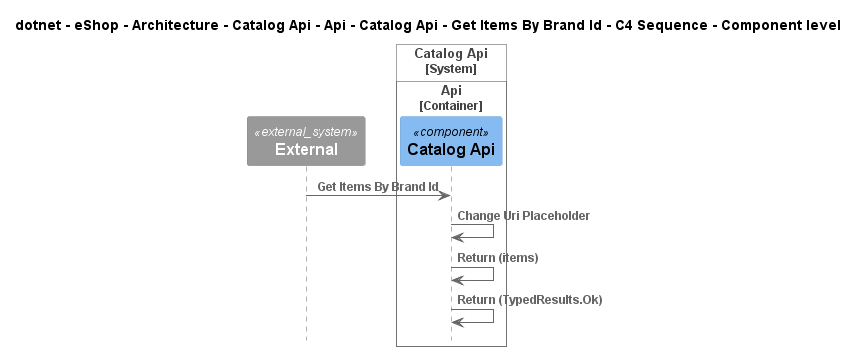 dotnet - eShop - Architecture - Catalog Api - Api - Catalog Api - Get Items By Brand Id - C4 Sequence - Component level
Catalog Api
[System]
Api
[Container]
«external_system»
External
«component»
Catalog Api
Get Items By Brand Id
Change Uri Placeholder
Return (items)
Return (TypedResults.Ok)